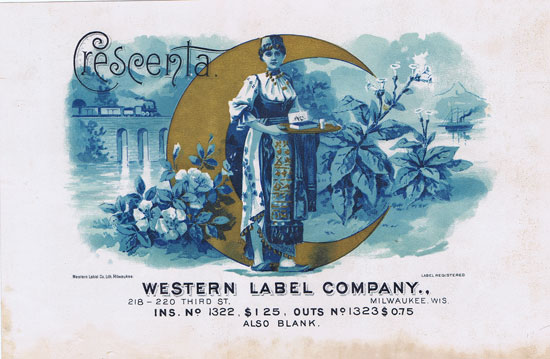 Crescenta.
Western Label Co. Lith. Milwaukee.
LABEL REGISTERED
WESTERN LABEL COMPANY.,
218 – 220 THIRD ST. MILWAUKEE, WIS.
INS. Nº 1322, $1 25, OUTS Nº 1323 $ 0.75
ALSO BLANK.